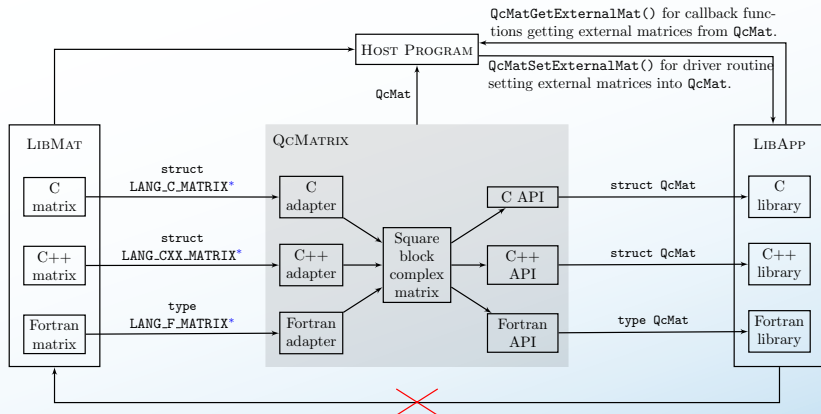 QcMatGetExternalMat() for callback func-
tions getting external matrices from QcMat.
HOST PROGRAM
QcMatSetExternalMat() for driver routine
setting external matrices into QcMat.
QcMat
LIBMAT
C
matrix
C++
matrix
Fortran
matrix
struct
LANG_C_MATRIX*
struct
LANG_CXX_MATRIX*
type
LANG_F_MATRIX*
QCMATRIX
C
adapter
C++
adapter
Fortran
adapter
Square
block
complex
matrix
C API
C++
API
Fortran
API
struct QcMat
struct QcMat
type QcMat
LIBAPP
C
library
C++
library
Fortran
library